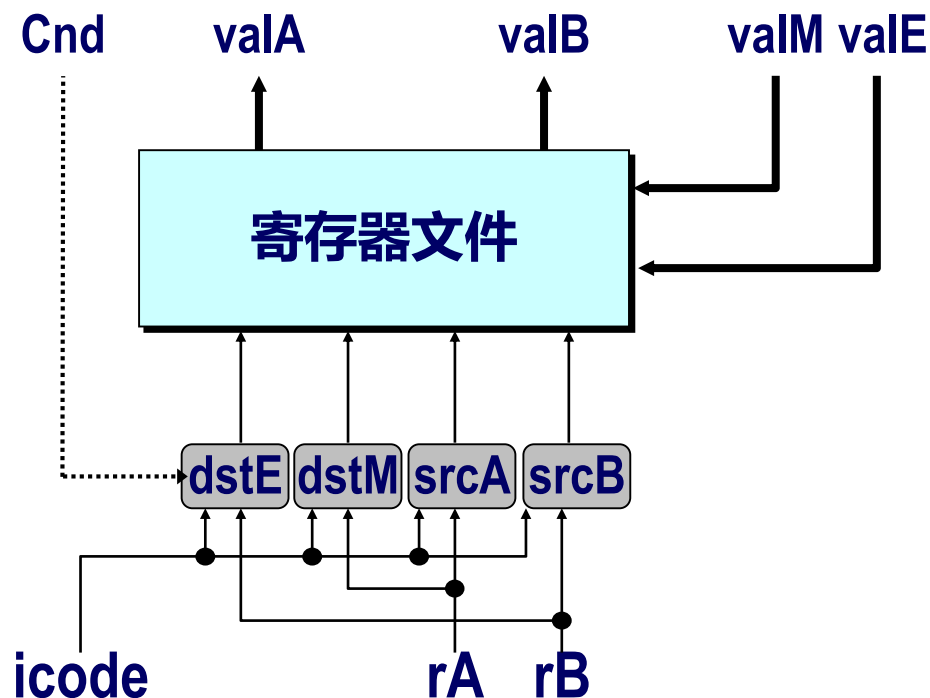 Cnd valA valB valM valE
寄存器文件
dstE dstM srcA srcB
icode rA rB